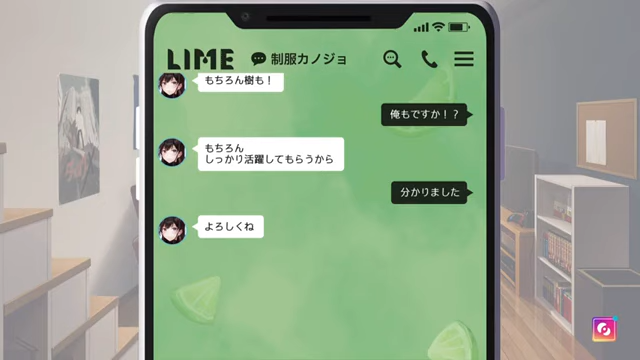 LIME 制服カノジョ
もちろん樹も！
俺もですか！？
もちろん
しっかり活躍してもらうから
分かりました
よろしくね